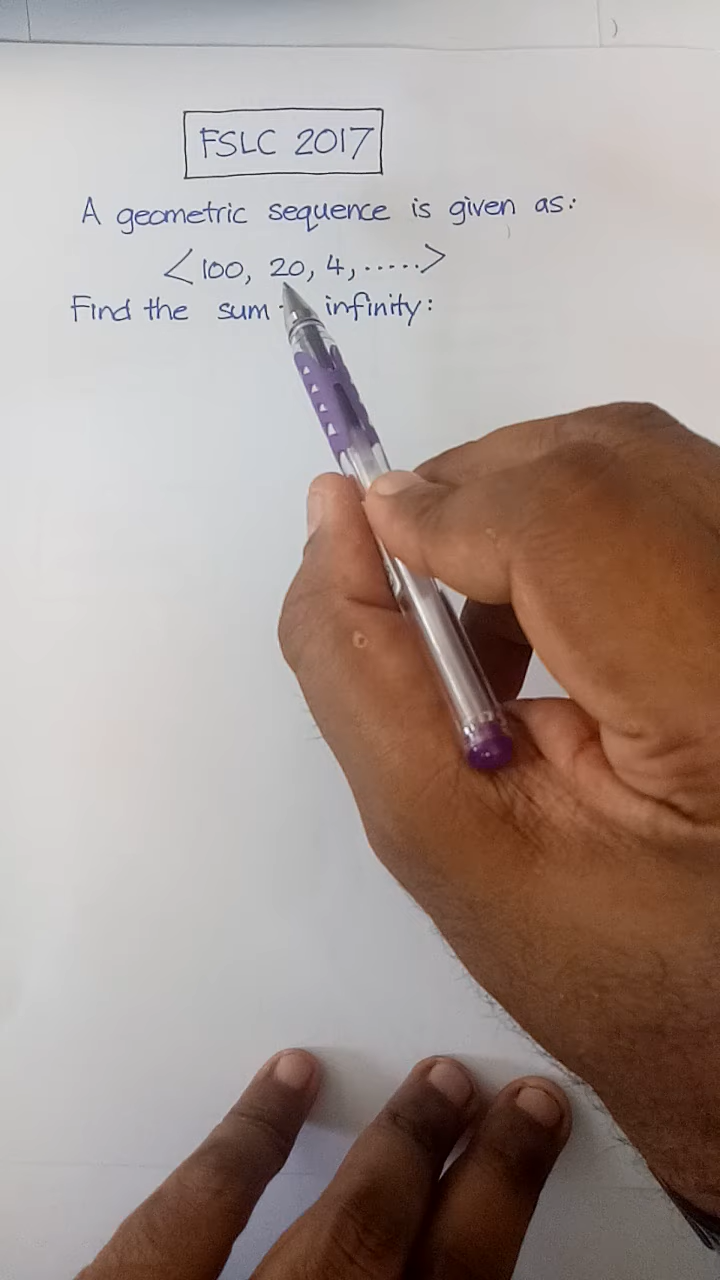 FSLC 2017
A geometric sequence is given as:
<100, 20, 4, .....>
Find the sum infinity: